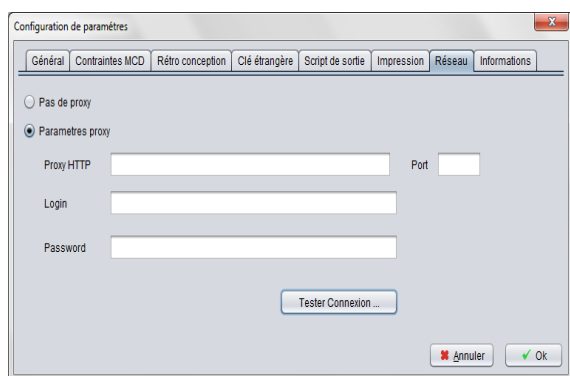 Configuration de paramètres
Général Contraintes MCD Rétro conception Clé étrangère Script de sortie Impression Réseau Informations
Pas de proxy
Parametres proxy
Proxy HTTP Port
Login
Password
Tester Connexion ...
Annuler Ok